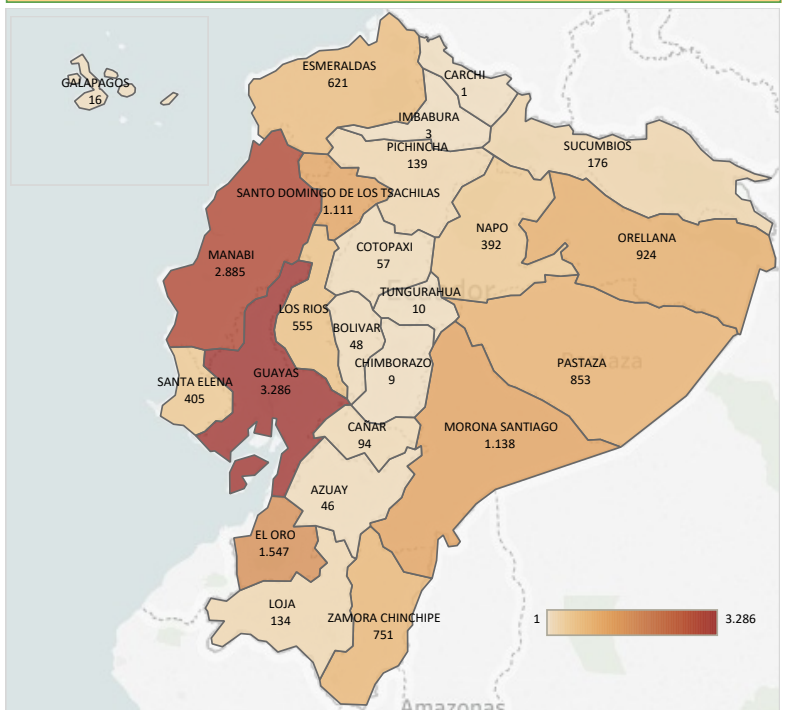 ESMERALDAS
621
CARCHI
1
GALAPAGOS
16
IMBABURA
3
PICHINCHA
139
SUCUMBIOS
176
SANTO DOMINGO DE LOS TSACHILAS
1.111
NAPO
392
ORELLANA
924
COTOPAXI
57
MANABI
2.885
TUNGURAHUA
10
LOS RIOS
555
BOLIVAR
48
CHIMBORAZO
9
PASTAZA
853
SANTA ELENA
405
GUAYAS
3.286
CAÑAR
94
MORONA SANTIAGO
1.138
AZUAY
46
EL ORO
1.547
LOJA
134
ZAMORA CHINCHIPE
751
1
3.286
Amazonas